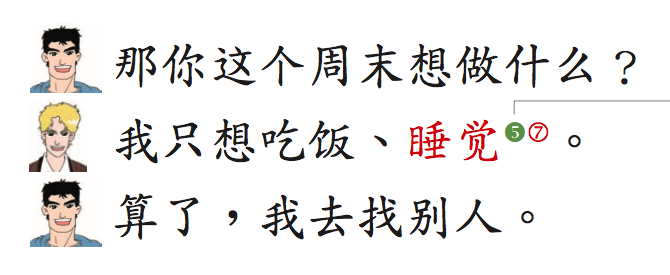 那你这个周末想做什么？
我只想吃饭、睡觉❺⑦。
算了，我去找别人。